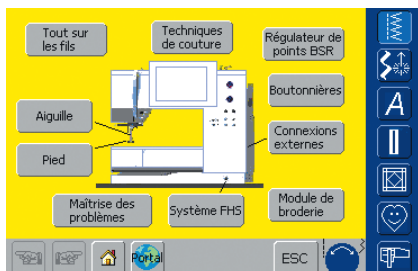 Tout sur
les fils
Techniques
de couture
Régulateur de
points BSR
Boutonnières
Aiguille
Connexions
externes
Pied
Maîtrise des
problèmes
Système FHS
Module de
broderie
Portal
ESC
A